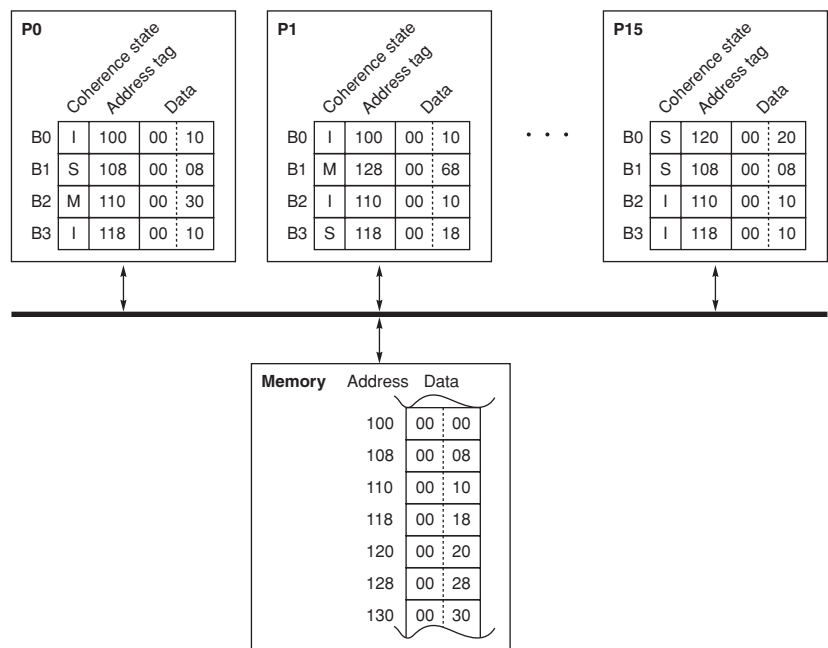 P0
Coherence state
Address tag
Data
B0 I 100 00 10
B1 S 108 00 08
B2 M 110 00 30
B3 I 118 00 10
P1
Coherence state
Address tag
Data
B0 I 100 00 10
B1 M 128 00 68
B2 I 110 00 10
B3 S 118 00 18
. . .
P15
Coherence state
Address tag
Data
B0 S 120 00 20
B1 S 108 00 08
B2 I 110 00 10
B3 I 118 00 10
Memory Address Data
100 00 00
108 00 08
110 00 10
118 00 18
120 00 20
128 00 28
130 00 30